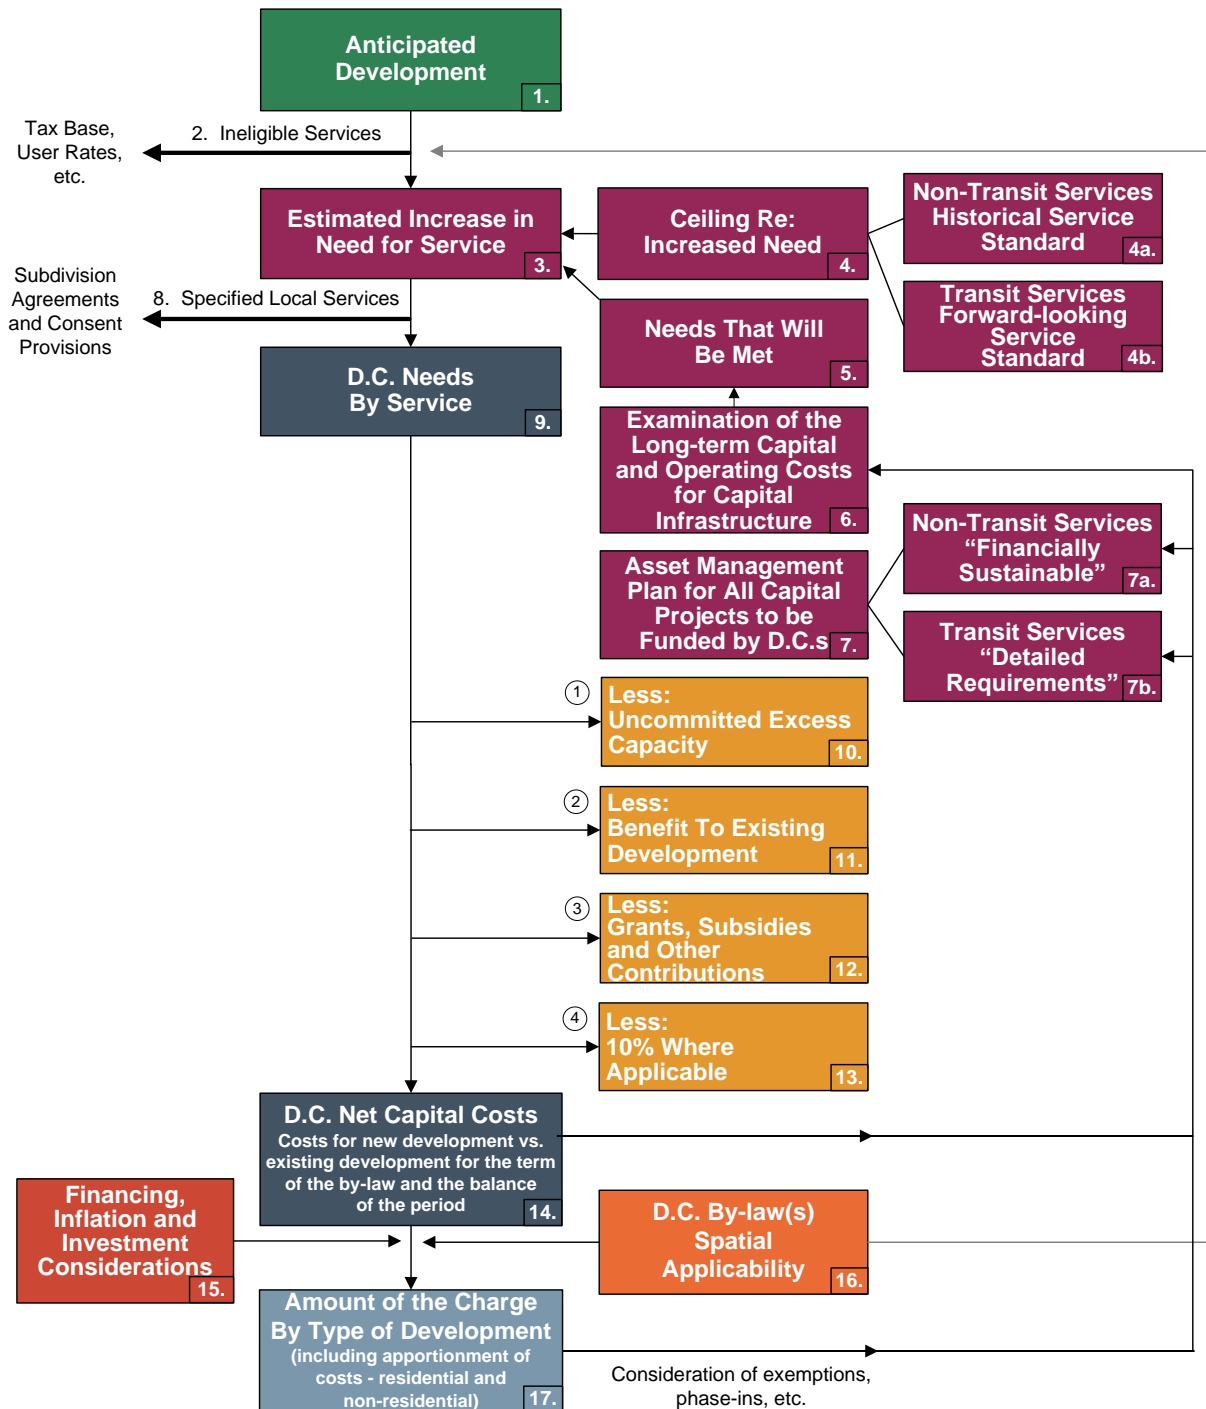 Anticipated
Development
1.
Tax Base,
User Rates,
etc.
2. Ineligible Services
Estimated Increase in
Need for Service
3.
Ceiling Re:
Increased Need
4.
Non-Transit Services
Historical Service
Standard
4a.
Transit Services
Forward-looking
Service
Standard
4b.
Subdivision
Agreements
and Consent
Provisions
8. Specified Local Services
Needs That Will
Be Met
5.
D.C. Needs
By Service
9.
Examination of the
Long-term Capital
and Operating Costs
for Capital
Infrastructure
6.
Non-Transit Services
“Financially
Sustainable”
7a.
Asset Management
Plan for All Capital
Projects to be
Funded by D.C.s
7.
Transit Services
“Detailed
Requirements”
7b.
1
Less:
Uncommitted Excess
Capacity
10.
2
Less:
Benefit To Existing
Development
11.
3
Less:
Grants, Subsidies
and Other
Contributions
12.
4
Less:
10% Where
Applicable
13.
D.C. Net Capital Costs
Costs for new development vs.
existing development for the term
of the by-law and the balance
of the period
14.
Financing,
Inflation and
Investment
Considerations
15.
D.C. By-law(s)
Spatial
Applicability
16.
Amount of the Charge
By Type of Development
(including apportionment of
costs - residential and
non-residential)
17.
Consideration of exemptions,
phase-ins, etc.